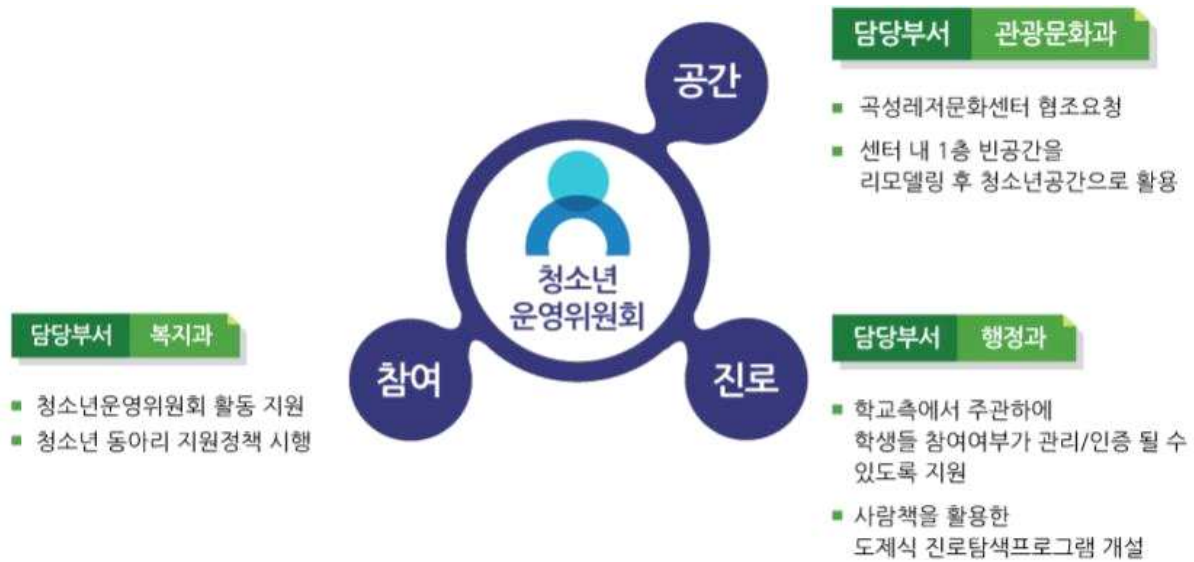 공간
담당부서 관광문화과
곡성레저문화센터 협조요청
센터 내 1층 빈공간을
리모델링 후 청소년공간으로 활용
청소년
운영위원회
담당부서 복지과
청소년운영위원회 활동 지원
청소년 동아리 지원정책 시행
참여
진로
담당부서 행정과
학교측에서 주관하에
학생들 참여여부가 관리/인증 될 수
있도록 지원
사람책을 활용한
도제식 진로탐색프로그램 개설